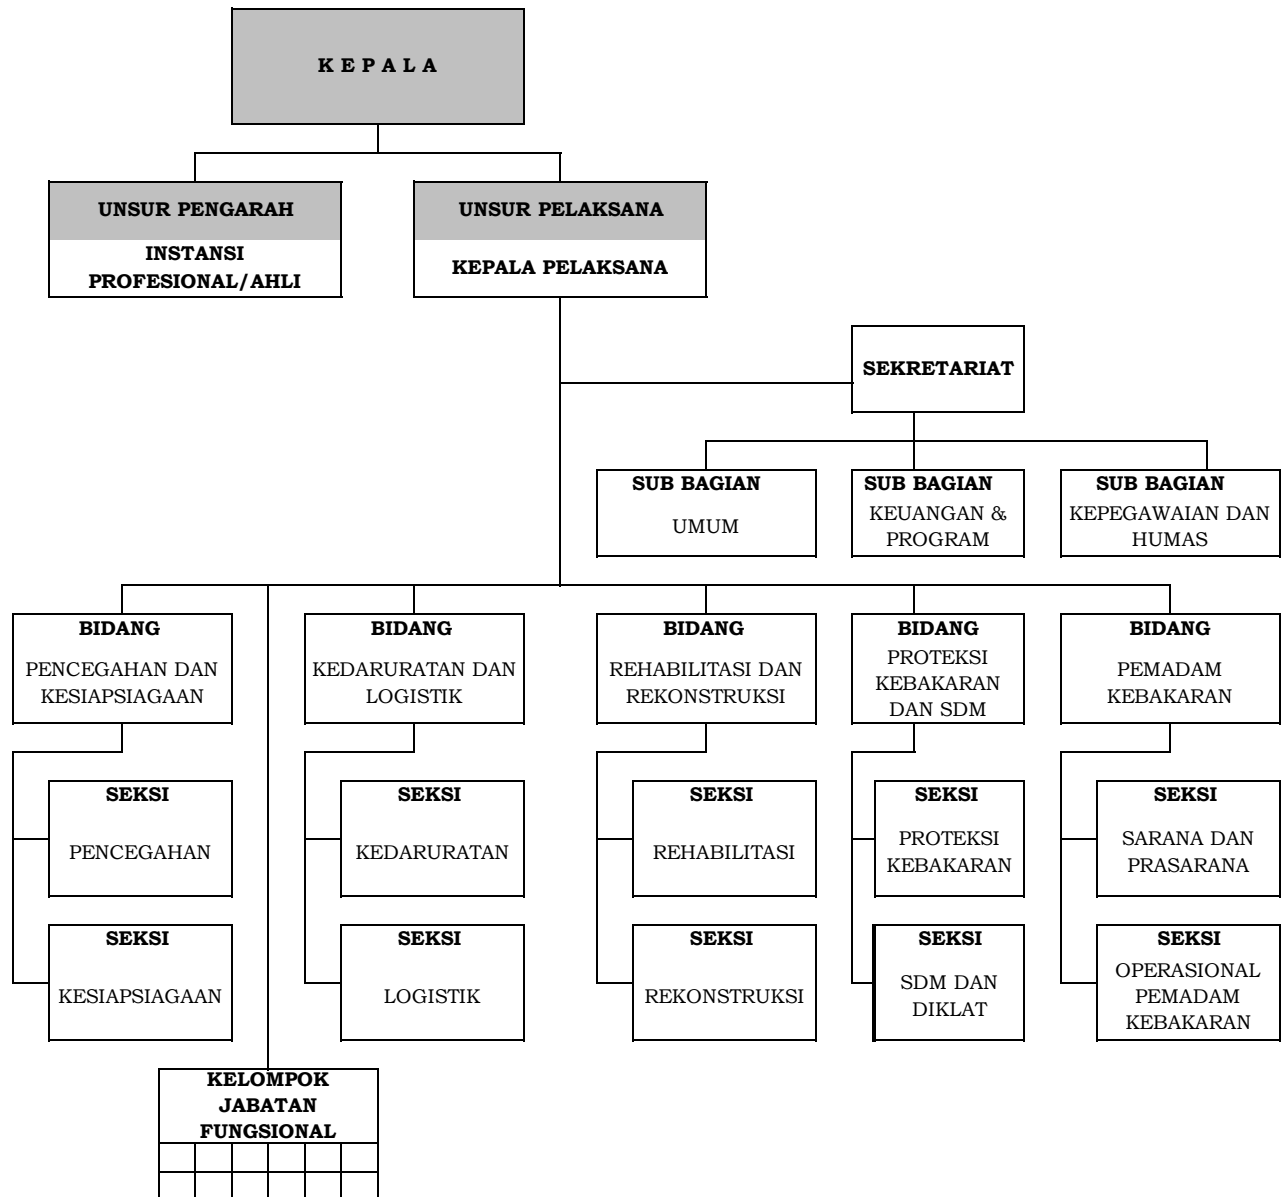 K E P A L A
UNSUR PENGARAH
INSTANSI
PROFESIONAL/AHLI
UNSUR PELAKSANA
KEPALA PELAKSANA
SEKRETARIAT
SUB BAGIAN
UMUM
SUB BAGIAN
KEUANGAN &
PROGRAM
SUB BAGIAN
KEPEGAWAIAN DAN
HUMAS
BIDANG
PENCEGAHAN DAN
KESIAPSIAGAAN
BIDANG
KEDARURATAN DAN
LOGISTIK
BIDANG
REHABILITASI DAN
REKONSTRUKSI
BIDANG
PROTEKSI
KEBAKARAN
DAN SDM
BIDANG
PEMADAM
KEBAKARAN
SEKSI
PENCEGAHAN
SEKSI
KEDARURATAN
SEKSI
REHABILITASI
SEKSI
PROTEKSI
KEBAKARAN
SEKSI
SARANA DAN
PRASARANA
SEKSI
KESIAPSIAGAAN
SEKSI
LOGISTIK
SEKSI
REKONSTRUKSI
SEKSI
SDM DAN
DIKLAT
SEKSI
OPERASIONAL
PEMADAM
KEBAKARAN
KELOMPOK
JABATAN
FUNGSIONAL